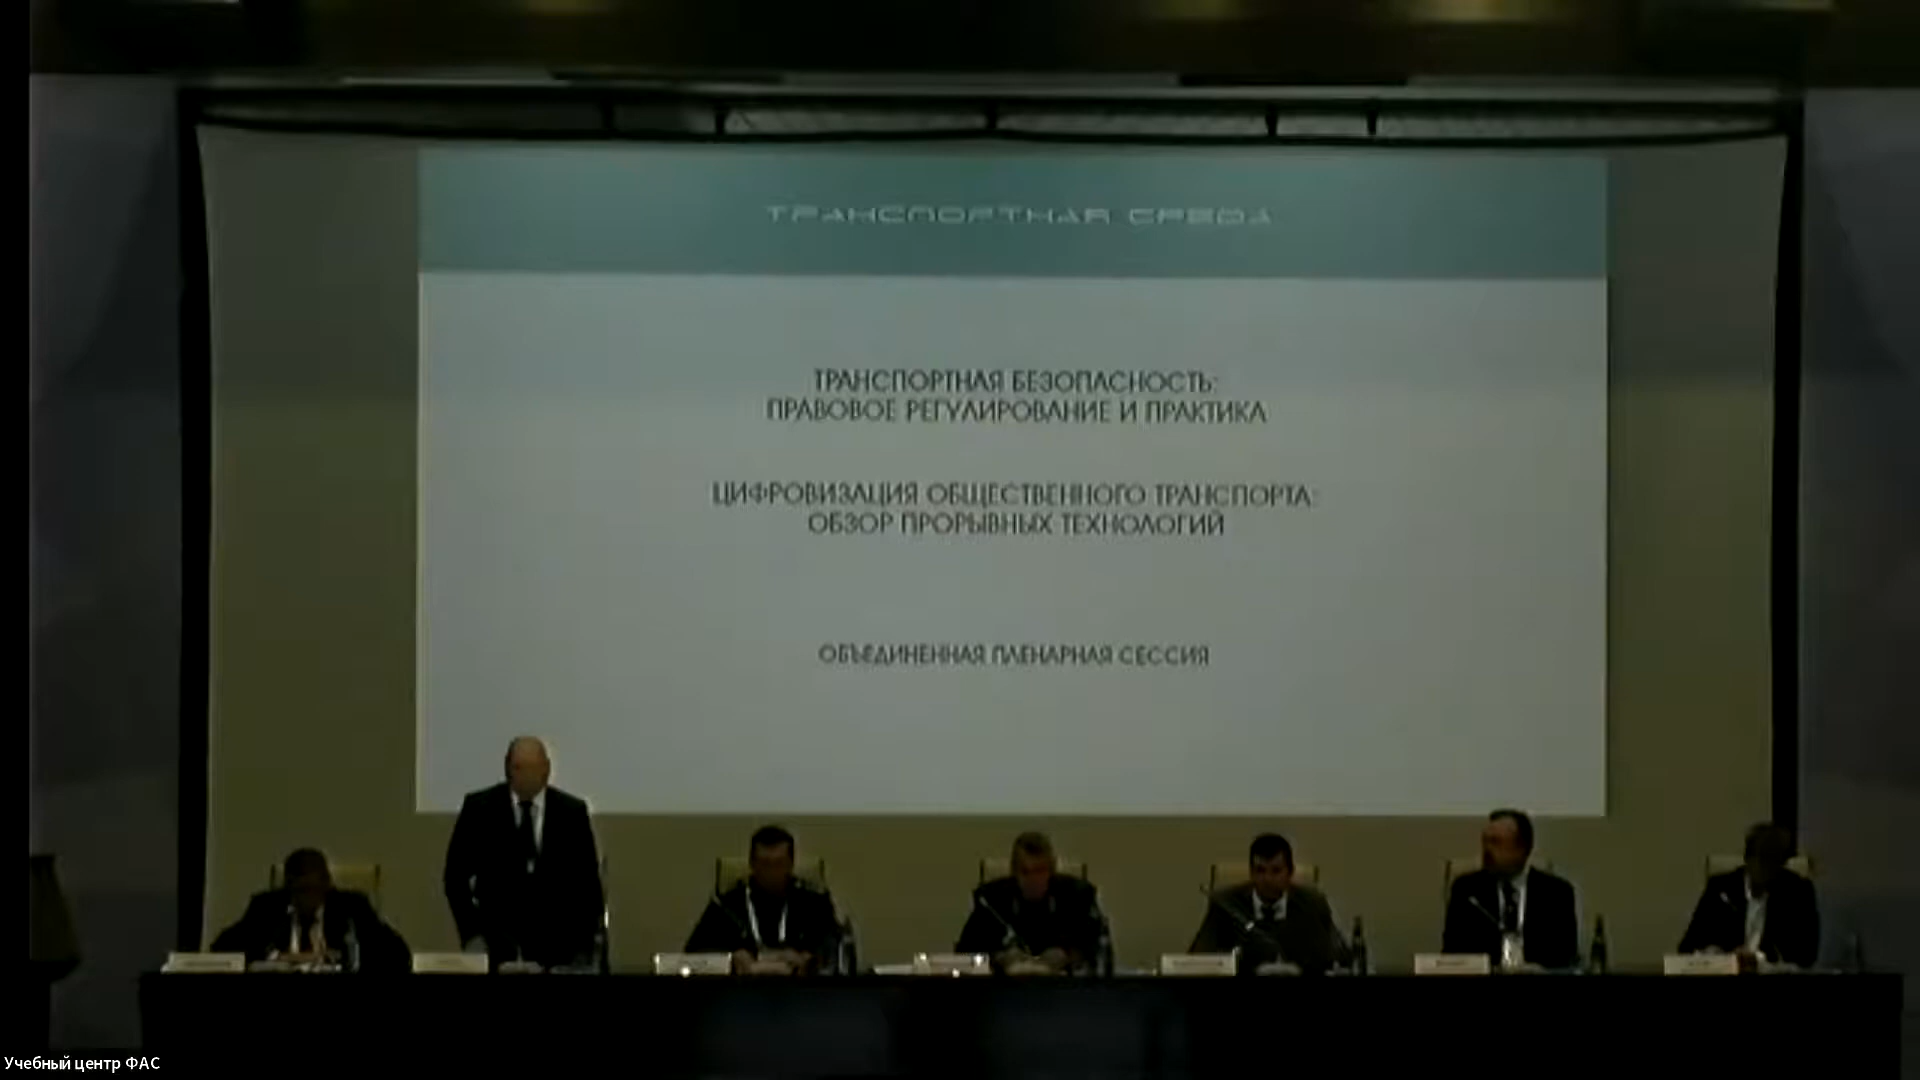 ТРАНСПОРТНАЯ СРЕДА
ТРАНСПОРТНАЯ БЕЗОПАСНОСТЬ:
ПРАВОВОЕ РЕГУЛИРОВАНИЕ И ПРАКТИКА
ЦИФРОВИЗАЦИЯ ОБЩЕСТВЕННОГО ТРАНСПОРТА:
ОБЗОР ПРОРЫВНЫХ ТЕХНОЛОГИЙ
ОБЪЕДИНЕННАЯ ПЛЕНАРНАЯ СЕССИЯ
Учебный центр ФАС